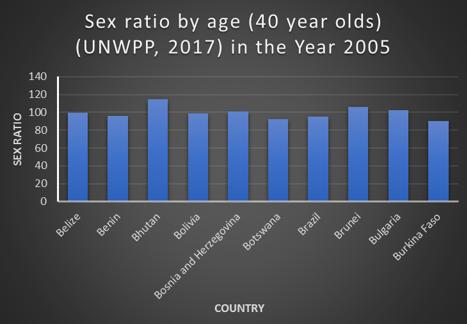 Sex ratio by age (40 year olds)
(UNWPP, 2017) in the Year 2005
SEX RATIO
140
120
100
80
60
40
20
0
Belize
Benin
Bhutan
Bolivia
Bosnia and Herzegovina
Botswana
Brazil
Brunei
Bulgaria
Burkina Faso
COUNTRY